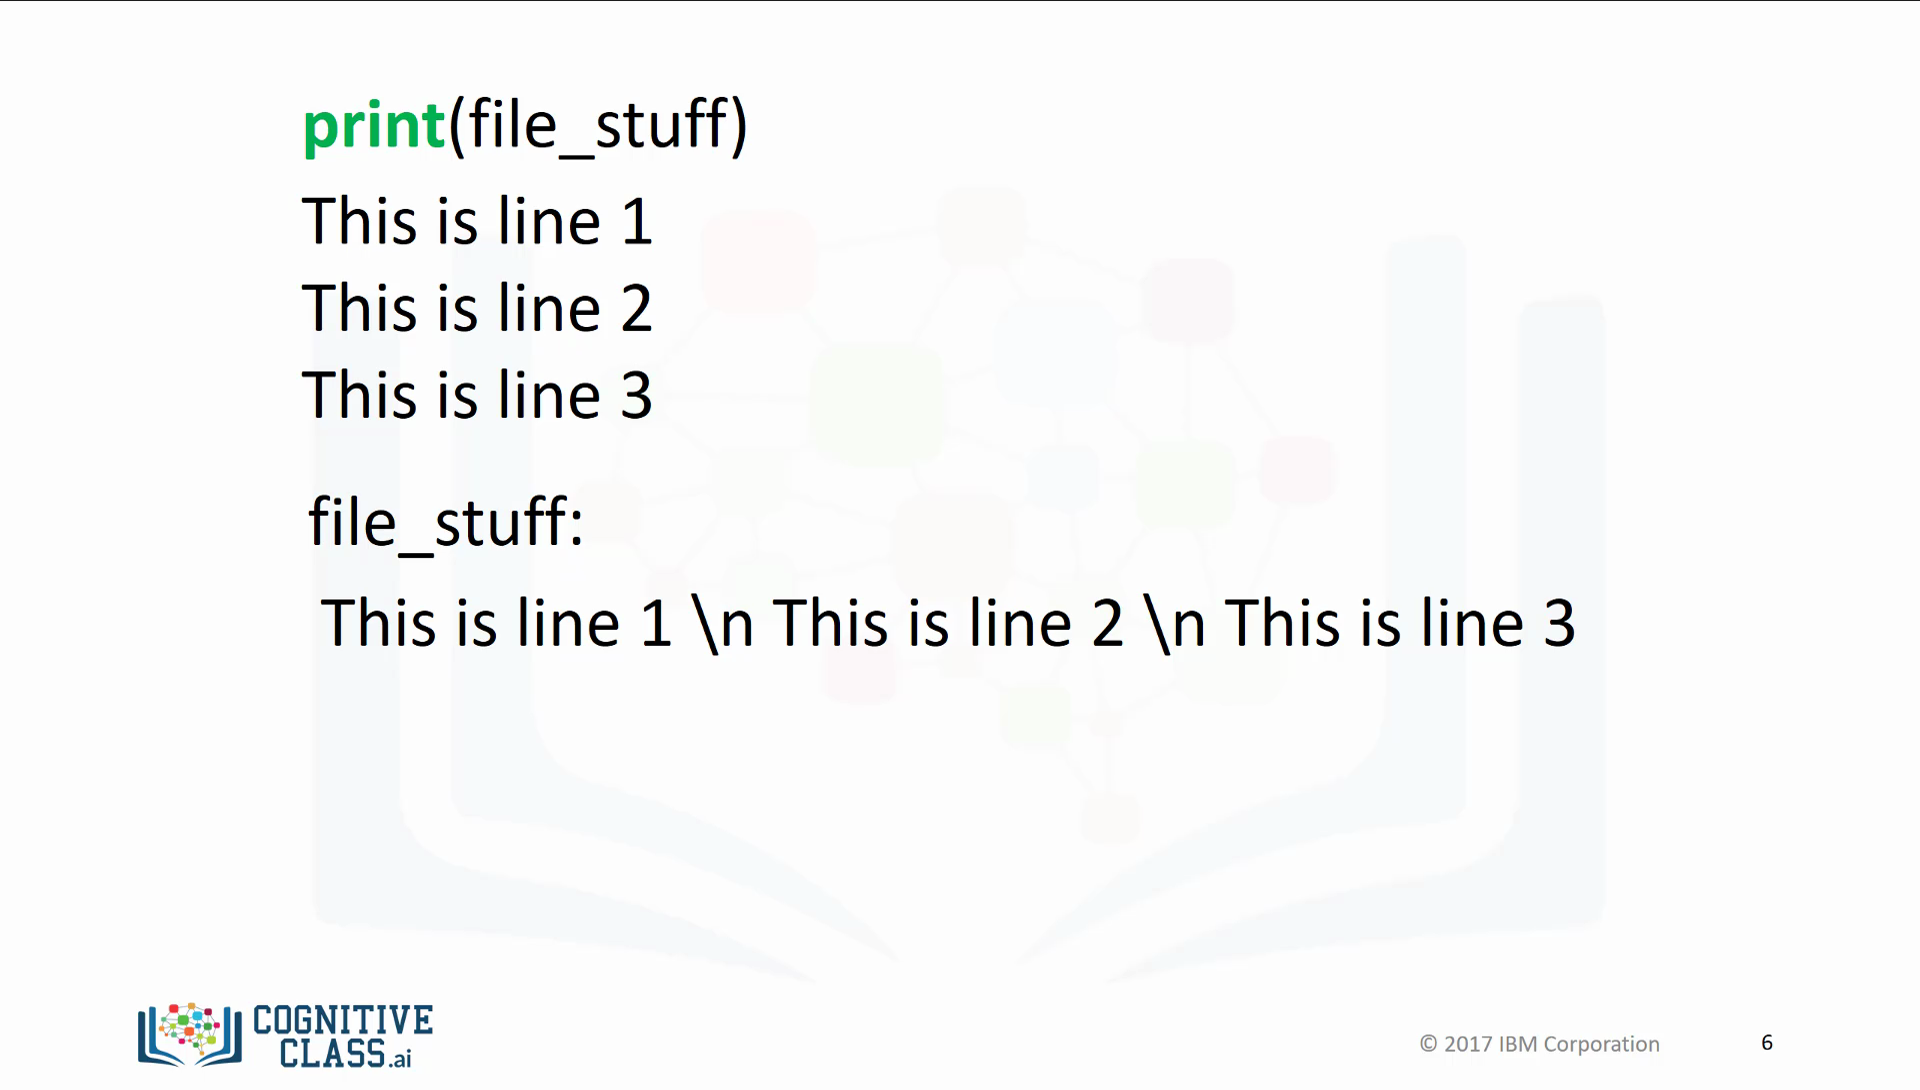 print(file_stuff)
This is line 1
This is line 2
This is line 3
file_stuff:
This is line 1 \n This is line 2 \n This is line 3
COGNITIVE
CLASS.ai
© 2017 IBM Corporation
6